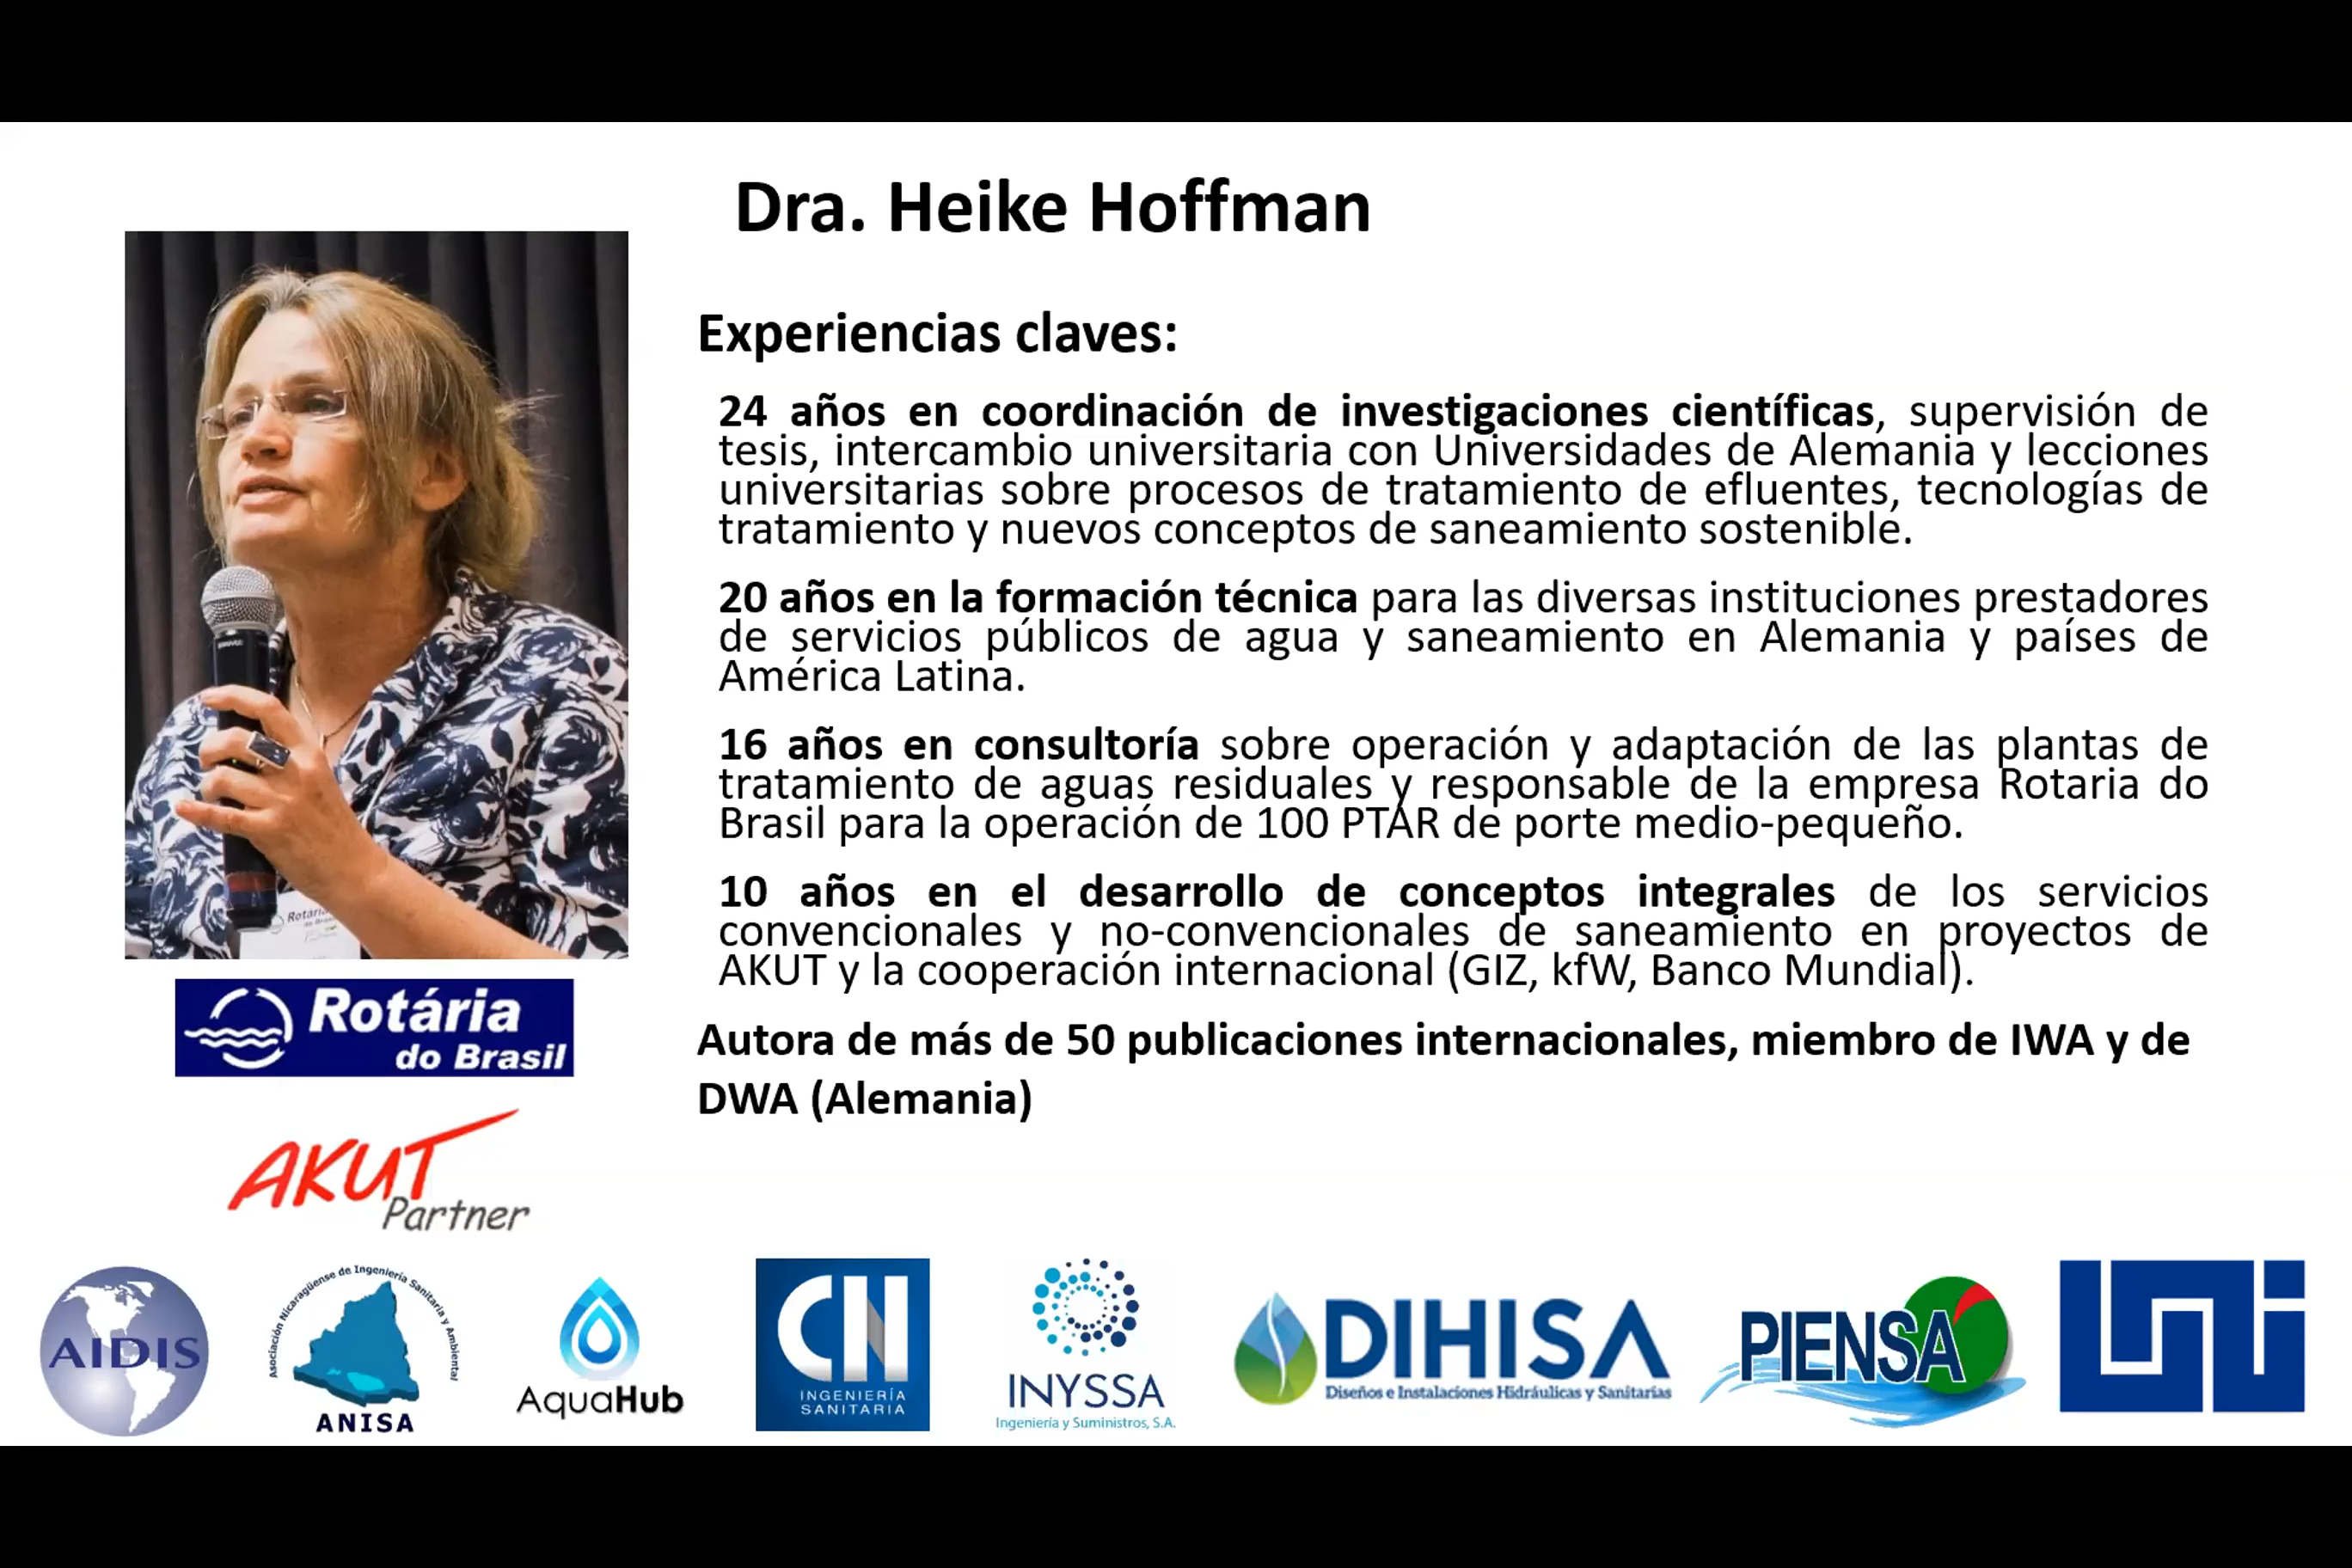 Dra. Heike Hoffman
Experiencias claves:
24 años en coordinación de investigaciones científicas, supervisión de
tesis, intercambio universitaria con Universidades de Alemania y lecciones
universitarias sobre procesos de tratamiento de efluentes, tecnologías de
tratamiento y nuevos conceptos de saneamiento sostenible.
20 años en la formación técnica para las diversas instituciones prestadores
de servicios públicos de agua y saneamiento en Alemania y países de
América Latina.
16 años en consultoría sobre operación y adaptación de las plantas de
tratamiento de aguas residuales y responsable de la empresa Rotaria do
Brasil para la operación de 100 PTAR de porte medio-pequeño.
10 años en el desarrollo de conceptos integrales de los servicios
convencionales y no-convencionales de saneamiento en proyectos de
AKUT y la cooperación internacional (GIZ, kfW, Banco Mundial).
Autora de más de 50 publicaciones internacionales, miembro de IWA y de
DWA (Alemania)
Rotária
do Brasil
AKUT
Partner
AIDIS
Asociación Nicaragüense de Ingeniería Sanitaria y Ambiental
ANISA
AquaHub
CN
INGENIERÍA
SANITARIA
INYSSA
Ingeniería y Suministros, S.A.
DIHISA
Diseños e Instalaciones Hidráulicas y Sanitarias
PIENSA
uni